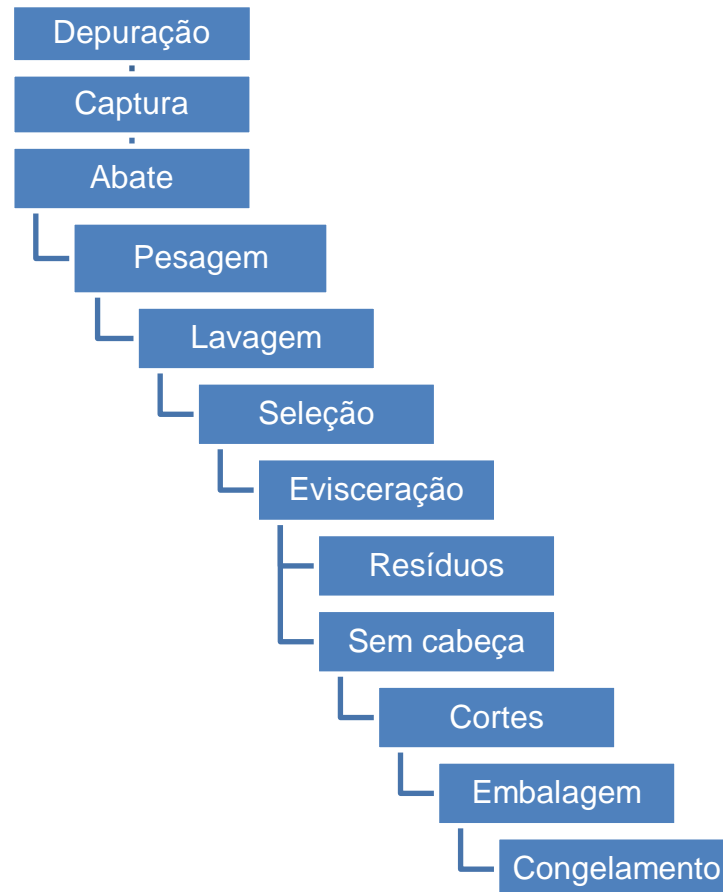 Depuração
Captura
Abate
Pesagem
Lavagem
Seleção
Evisceração
Resíduos
Sem cabeça
Cortes
Embalagem
Congelamento